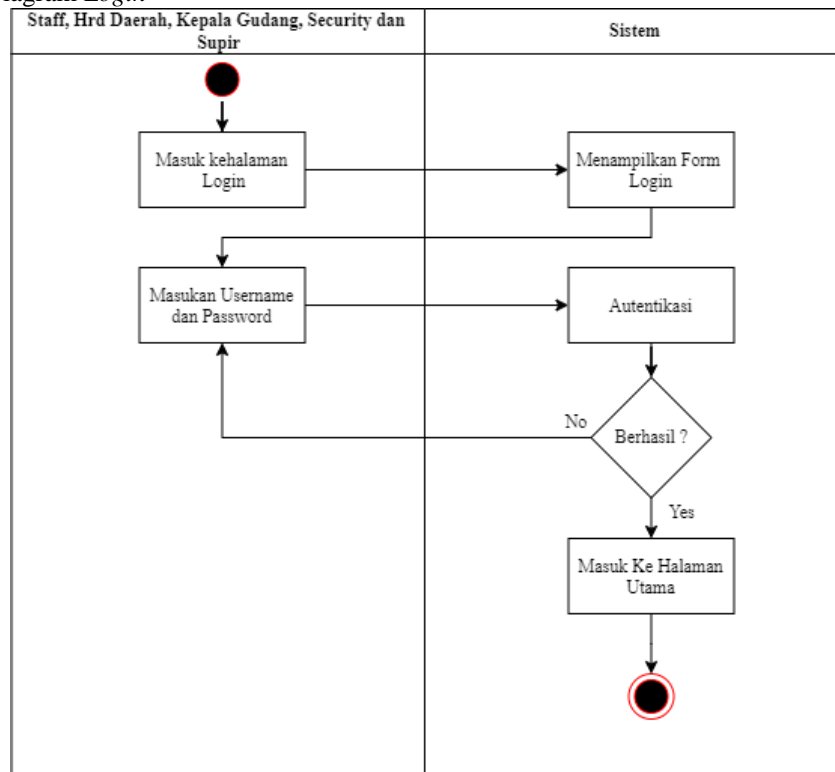 Staff, Hrd Daerah, Kepala Gudang, Security dan
Supir
Sistem
Masuk kehalaman
Login
Menampilkan Form
Login
Masukan Username
dan Password
Autentikasi
Berhasil ?
No
Yes
Masuk Ke Halaman
Utama